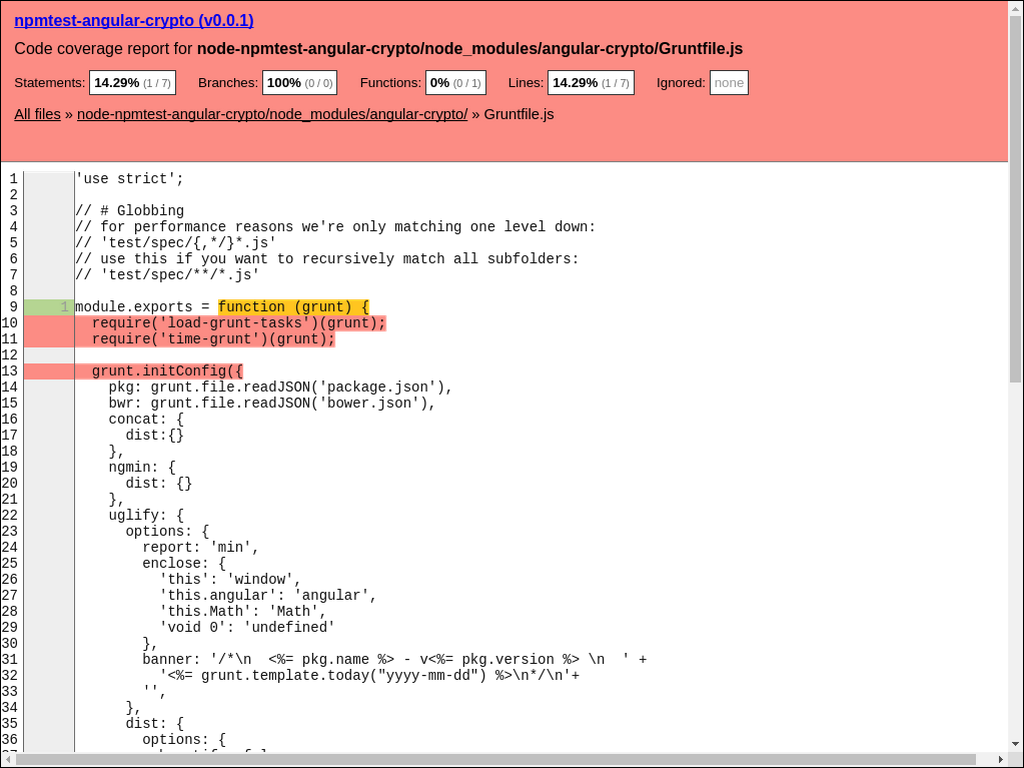 npmtest-angular-crypto (v0.0.1)
Code coverage report for node-npmtest-angular-crypto/node_modules/angular-crypto/Gruntfile.js
Statements: 14.29% (1 / 7) Branches: 100% (0 / 0) Functions: 0% (0 / 1) Lines: 14.29% (1 / 7) Ignored: none
All files » node-npmtest-angular-crypto/node_modules/angular-crypto/ » Gruntfile.js
1 'use strict';
2
3 // # Globbing
4 // for performance reasons we're only matching one level down:
5 // 'test/spec/{,*/}*.js'
6 // use this if you want to recursively match all subfolders:
7 // 'test/spec/**/*.js'
8
9 1 module.exports = function (grunt) {
10   require('load-grunt-tasks')(grunt);
11   require('time-grunt')(grunt);
12
13   grunt.initConfig({
14     pkg: grunt.file.readJSON('package.json'),
15     bwr: grunt.file.readJSON('bower.json'),
16     concat: {
17       dist:{}
18     },
19     ngmin: {
20       dist: {}
21     },
22     uglify: {
23       options: {
24         report: 'min',
25         enclose: {
26           'this': 'window',
27           'this.angular': 'angular',
28           'this.Math': 'Math',
29           'void 0': 'undefined'
30         },
31         banner: '/*\n  <%= pkg.name %> - v<%= pkg.version %> \n  ' +
32           '<%= grunt.template.today("yyyy-mm-dd") %>\n*/\n'+
33         '',
34       },
35       dist: {
36         options: {